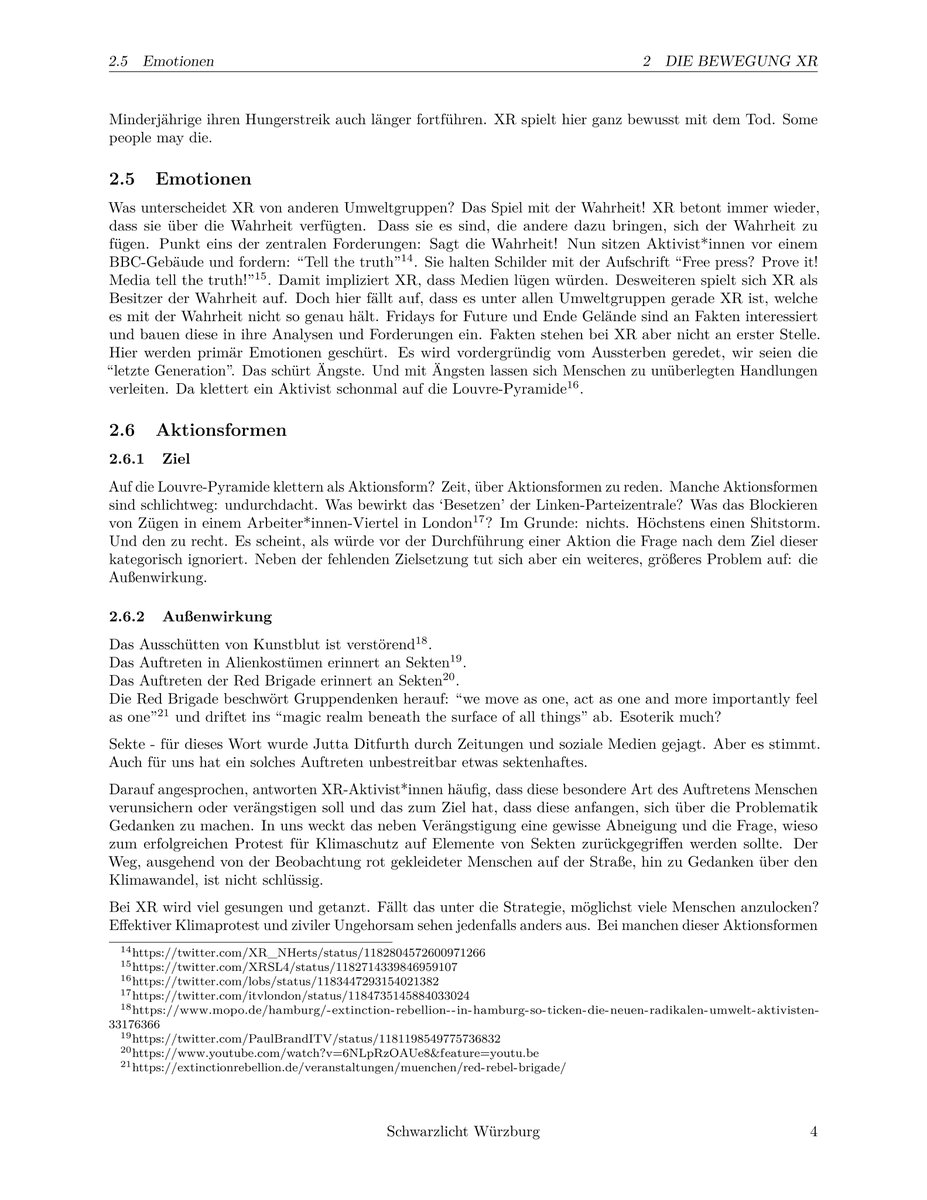 2.5 Emotionen 2 DIE BEWEGUNG XR
Minderjährige ihren Hungerstreik auch länger fortführen. XR spielt hier ganz bewusst mit dem Tod. Some
people may die.
2.5 Emotionen
Was unterscheidet XR von anderen Umweltgruppen? Das Spiel mit der Wahrheit! XR betont immer wieder,
dass sie über die Wahrheit verfügten. Dass sie es sind, die andere dazu bringen, sich der Wahrheit zu
fügen. Punkt eins der zentralen Forderungen: Sagt die Wahrheit! Nun sitzen Aktivist*innen vor einem
BBC-Gebäude und fordern: “Tell the truth”14. Sie halten Schilder mit der Aufschrift “Free press? Prove it!
Media tell the truth!”15. Damit impliziert XR, dass Medien lügen würden. Desweiteren spielt sich XR als
Besitzer der Wahrheit auf. Doch hier fällt auf, dass es unter allen Umweltgruppen gerade XR ist, welche
es mit der Wahrheit nicht so genau hält. Fridays for Future und Ende Gelände sind an Fakten interessiert
und bauen diese in ihre Analysen und Forderungen ein. Fakten stehen bei XR aber nicht an erster Stelle.
Hier werden primär Emotionen geschürt. Es wird vordergründig vom Aussterben geredet, wir seien die
“letzte Generation”. Das schürt Ängste. Und mit Ängsten lassen sich Menschen zu unüberlegten Handlungen
verleiten. Da klettert ein Aktivist schonmal auf die Louvre-Pyramide16.
2.6 Aktionsformen
2.6.1 Ziel
Auf die Louvre-Pyramide klettern als Aktionsform? Zeit, über Aktionsformen zu reden. Manche Aktionsformen
sind schlichtweg: undurchdacht. Was bewirkt das ‘Besetzen’ der Linken-Parteizentrale? Was das Blockieren
von Zügen in einem Arbeiter*innen-Viertel in London17? Im Grunde: nichts. Höchstens einen Shitstorm.
Und den zu recht. Es scheint, als würde vor der Durchführung einer Aktion die Frage nach dem Ziel dieser
kategorisch ignoriert. Neben der fehlenden Zielsetzung tut sich aber ein weiteres, größeres Problem auf: die
Außenwirkung.
2.6.2 Außenwirkung
Das Ausschütten von Kunstblut ist verstörend18.
Das Auftreten in Alienkostümen erinnert an Sekten19.
Das Auftreten der Red Brigade erinnert an Sekten20.
Die Red Brigade beschwört Gruppendenken herauf: “we move as one, act as one and more importantly feel
as one”21 und driftet ins “magic realm beneath the surface of all things” ab. Esoterik much?
Sekte - für dieses Wort wurde Jutta Ditfurth durch Zeitungen und soziale Medien gejagt. Aber es stimmt.
Auch für uns hat ein solches Auftreten unbestreitbar etwas sektenhaftes.
Darauf angesprochen, antworten XR-Aktivist*innen häufig, dass diese besondere Art des Auftretens Menschen
verunsichern oder verängstigen soll und das zum Ziel hat, dass diese anfangen, sich über die Problematik
Gedanken zu machen. In uns weckt das neben Verängstigung eine gewisse Abneigung und die Frage, wieso
zum erfolgreichen Protest für Klimaschutz auf Elemente von Sekten zurückgegriffen werden sollte. Der
Weg, ausgehend von der Beobachtung rot gekleideter Menschen auf der Straße, hin zu Gedanken über den
Klimawandel, ist nicht schlüssig.
Bei XR wird viel gesungen und getanzt. Fällt das unter die Strategie, möglichst viele Menschen anzulocken?
Effektiver Klimaprotest und ziviler Ungehorsam sehen jedenfalls anders aus. Bei manchen dieser Aktionsformen
14https://twitter.com/XR_NHerts/status/1182804572600971266
15https://twitter.com/XRSL4/status/1182714339846959107
16https://twitter.com/lobs/status/1183447293154021382
17https://twitter.com/itvlondon/status/1184735145884033024
18https://www.mopo.de/hamburg/-extinction-rebellion--in-hamburg-so-ticken-die-neuen-radikalen-umwelt-aktivisten-
33176366
19https://twitter.com/PaulBrandITV/status/1181198549775736832
20https://www.youtube.com/watch?v=6NLpRzOAUe8&feature=youtu.be
21https://extinctionrebellion.de/veranstaltungen/muenchen/red-rebel-brigade/
Schwarzlicht Würzburg 4